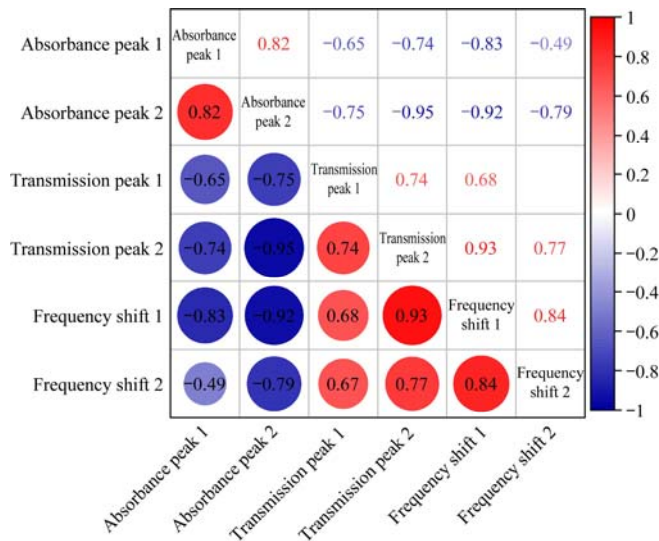 Absorbance peak 1
Absorbance
peak 1
0.82
−0.65
−0.74
−0.83
−0.49
Absorbance peak 2
0.82
Absorbance
peak 2
−0.75
−0.95
−0.92
−0.79
Transmission peak 1
−0.65
−0.75
Transmission
peak 1
0.74
0.68
Transmission peak 2
−0.74
−0.95
0.74
Transmission
peak 2
0.93
0.77
Frequency shift 1
−0.83
−0.92
0.68
0.93
Frequency
shift 1
0.84
Frequency shift 2
−0.49
−0.79
0.67
0.77
0.84
Frequency
shift 2
Absorbance peak 1
Absorbance peak 2
Transmission peak 1
Transmission peak 2
Frequency shift 1
Frequency shift 2
1
0.8
0.6
0.4
0.2
0
−0.2
−0.4
−0.6
−0.8
−1